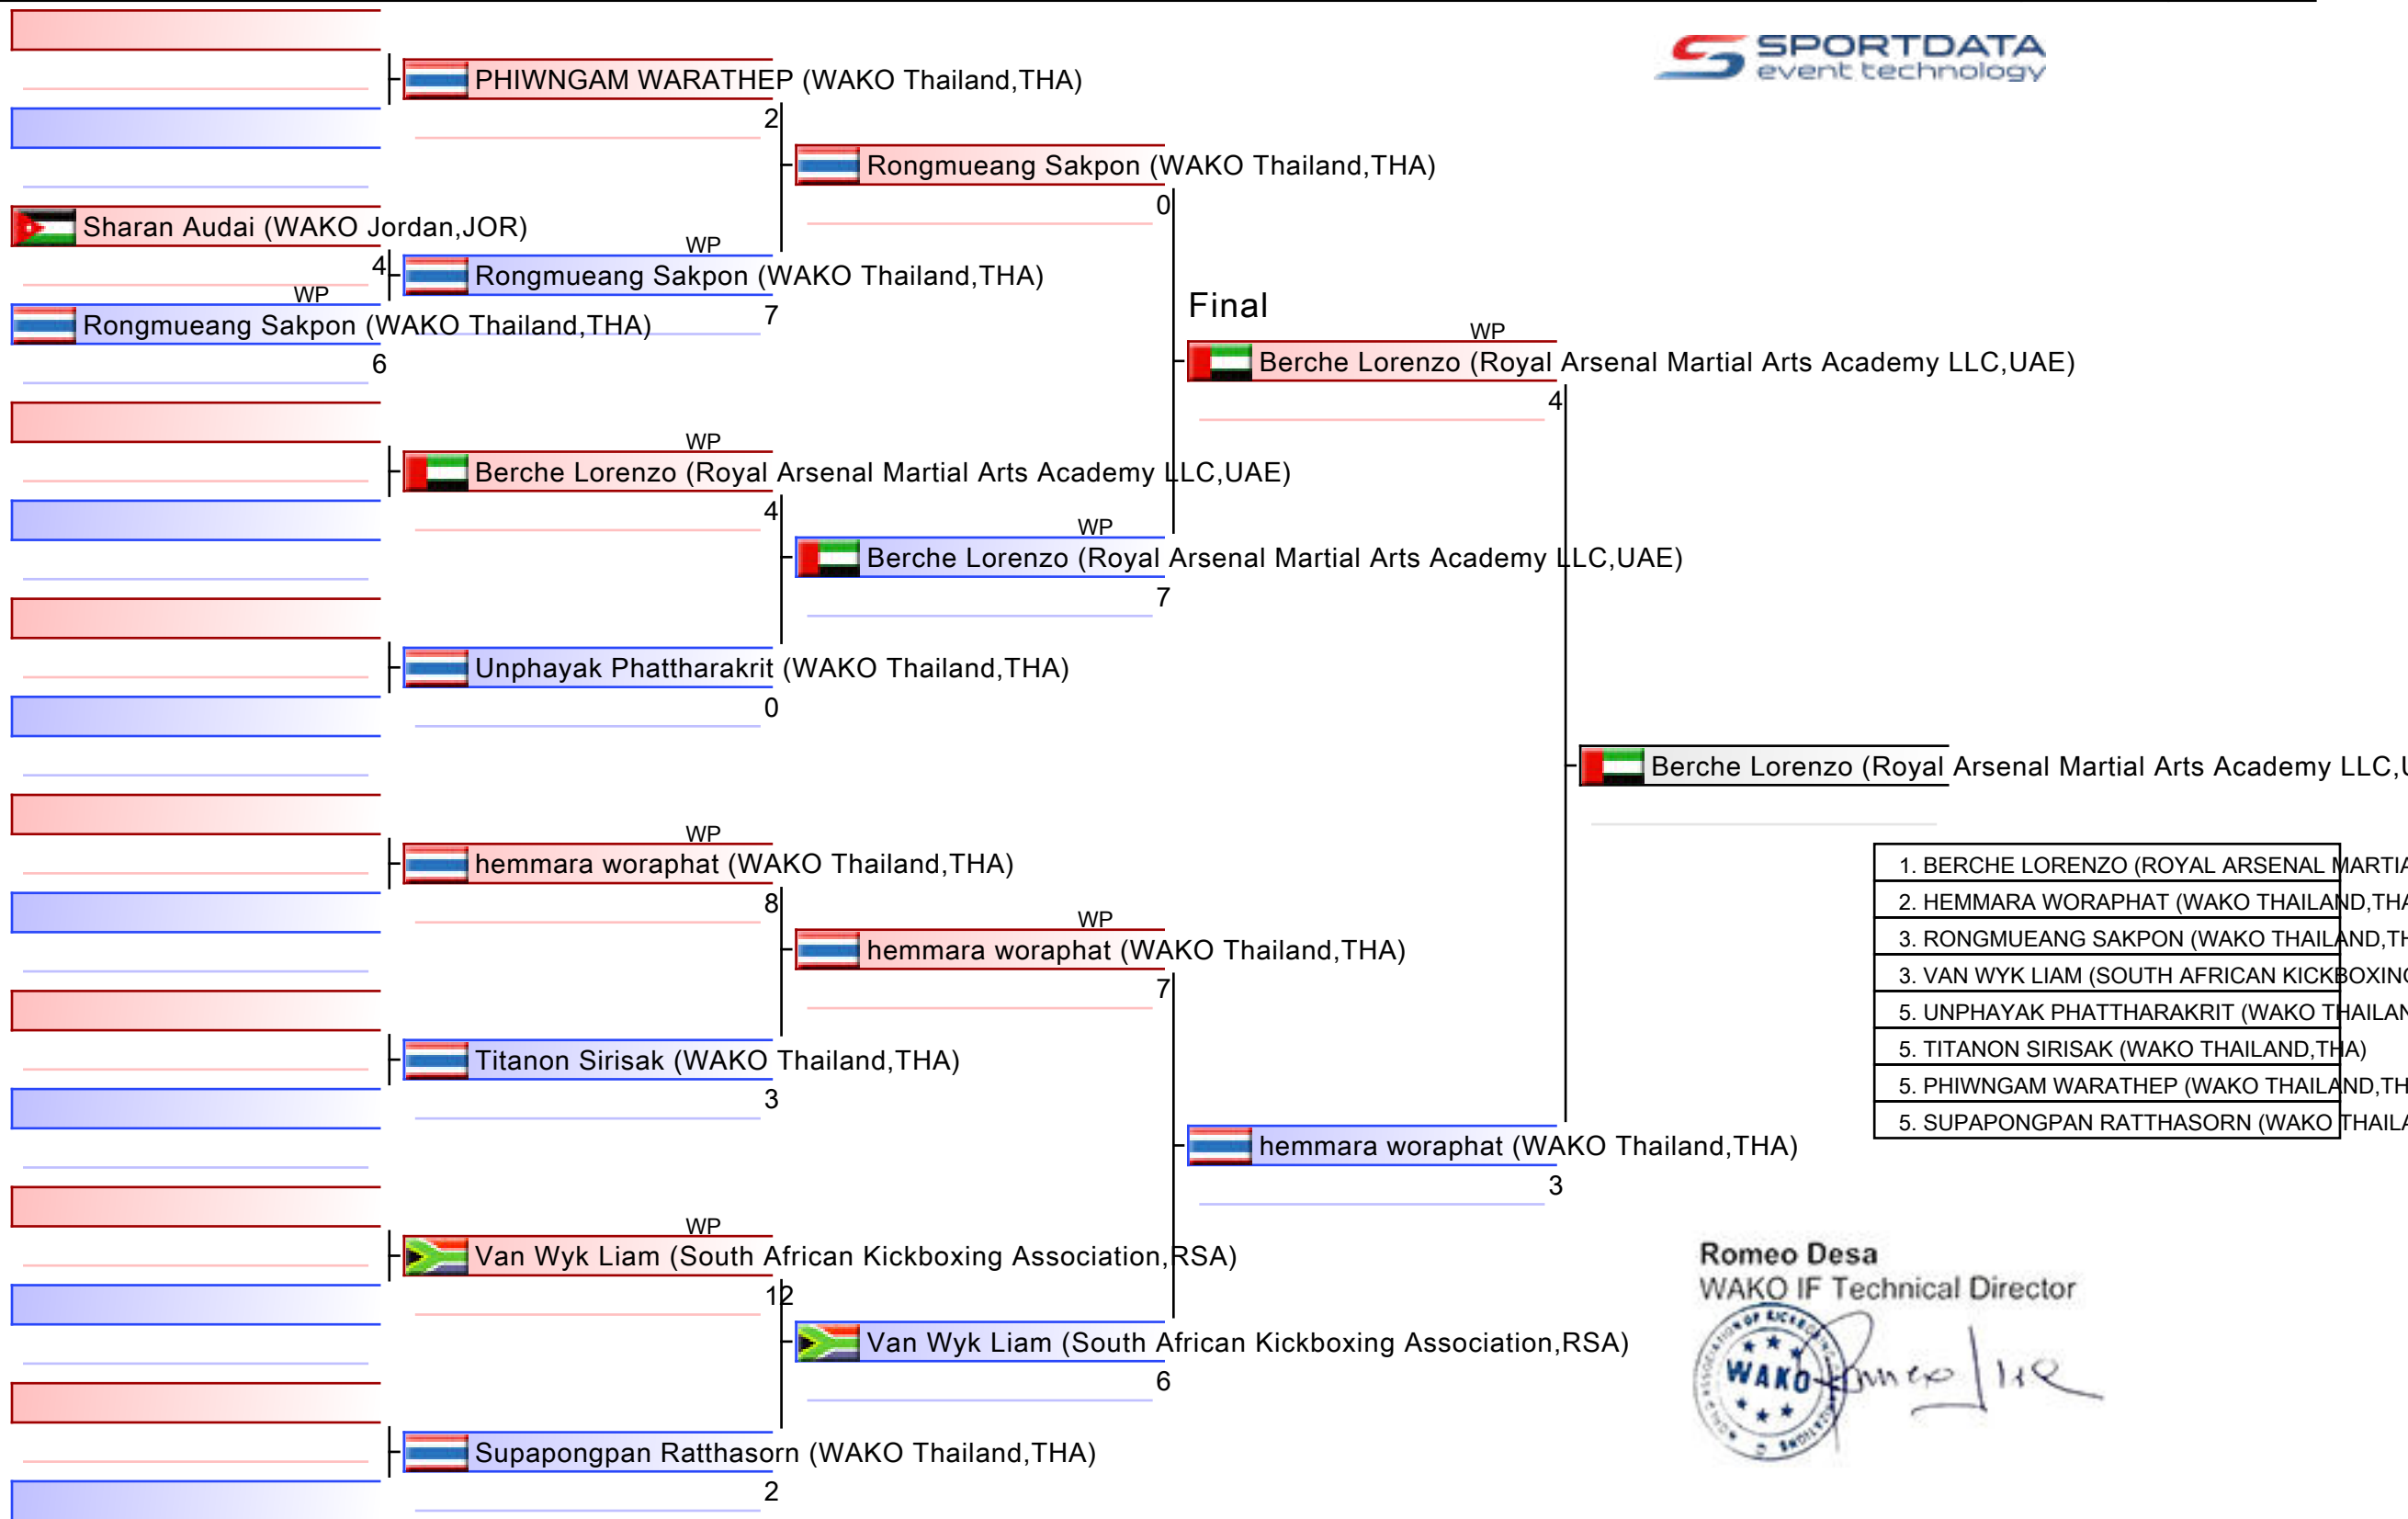 SPORTDATA
event technology
PHIWNGAM WARATHEP (WAKO Thailand,THA)
2
Rongmueang Sakpon (WAKO Thailand,THA)
0
Sharan Audai (WAKO Jordan,JOR)
4
WP
Rongmueang Sakpon (WAKO Thailand,THA)
7
WP
Rongmueang Sakpon (WAKO Thailand,THA)
6
Final
WP
Berche Lorenzo (Royal Arsenal Martial Arts Academy LLC,UAE)
4
WP
Berche Lorenzo (Royal Arsenal Martial Arts Academy LLC,UAE)
4
WP
Berche Lorenzo (Royal Arsenal Martial Arts Academy LLC,UAE)
7
Unphayak Phattharakrit (WAKO Thailand,THA)
0
Berche Lorenzo (Royal Arsenal Martial Arts Academy LLC,U
WP
hemmara woraphat (WAKO Thailand,THA)
8
WP
hemmara woraphat (WAKO Thailand,THA)
7
Titanon Sirisak (WAKO Thailand,THA)
3
hemmara woraphat (WAKO Thailand,THA)
3
1. BERCHE LORENZO (ROYAL ARSENAL MARTIA
2. HEMMARA WORAPHAT (WAKO THAILAND,THA
3. RONGMUEANG SAKPON (WAKO THAILAND,TH
3. VAN WYK LIAM (SOUTH AFRICAN KICKBOXING
5. UNPHAYAK PHATTHARAKRIT (WAKO THAILAN
5. TITANON SIRISAK (WAKO THAILAND,THA)
5. PHIWNGAM WARATHEP (WAKO THAILAND,TH
5. SUPAPONGPAN RATTHASORN (WAKO THAILA
WP
Van Wyk Liam (South African Kickboxing Association,RSA)
12
Van Wyk Liam (South African Kickboxing Association,RSA)
6
Supapongpan Ratthasorn (WAKO Thailand,THA)
2
Romeo Desa
WAKO IF Technical Director
WAKO